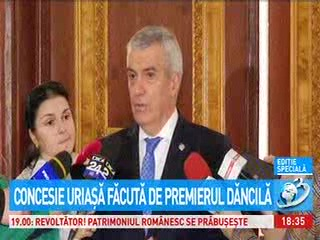 EDIȚIE
SPECIALĂ
CONCESIE URIAȘĂ FĂCUTĂ DE PREMIERUL DĂNCILĂ
19.00: REVOLTĂTOR! PATRIMONIUL ROMÂNESC SE PRĂBUȘEȘTE
18:35